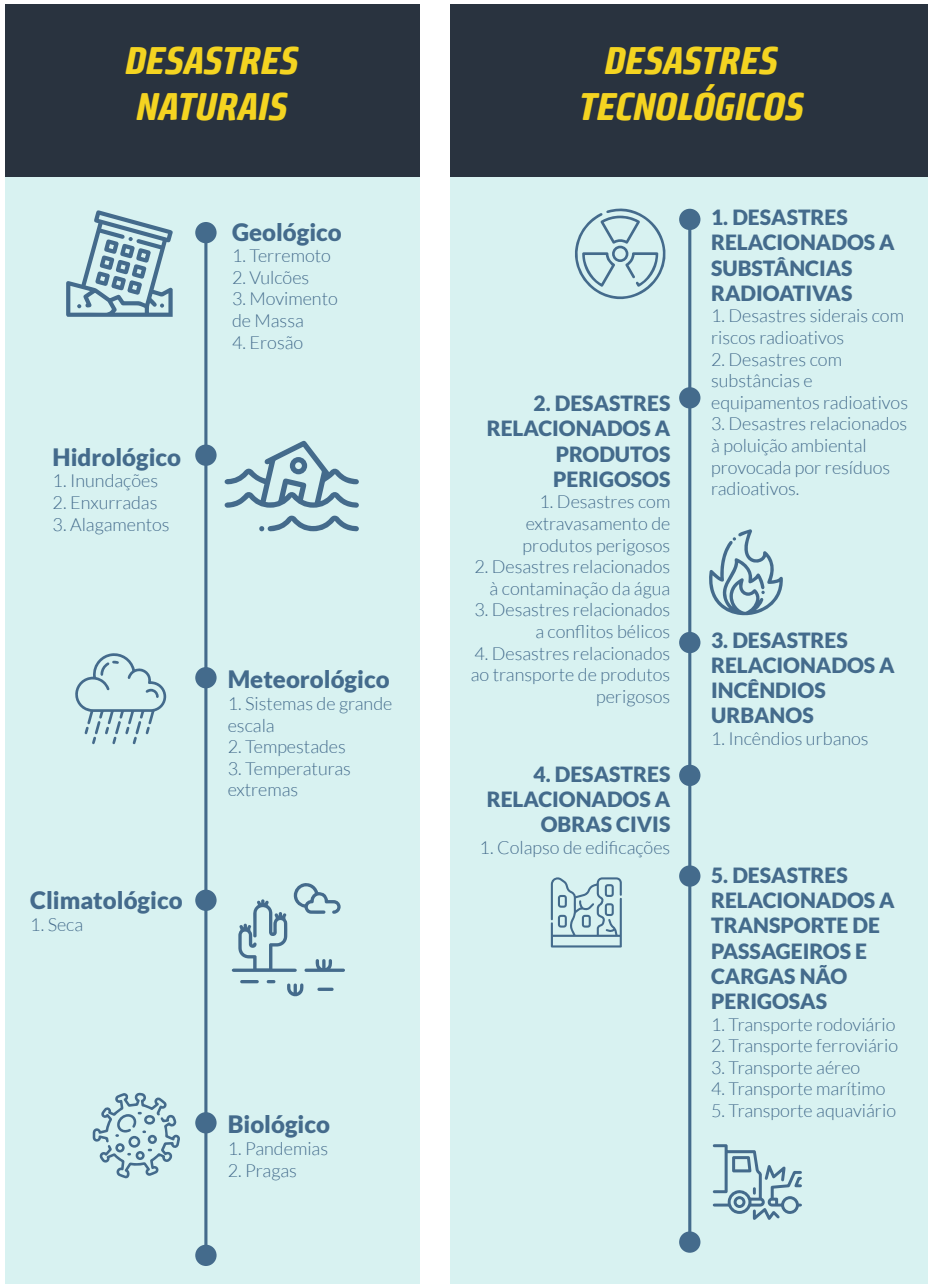 DESASTRES
NATURAIS
Geológico
1. Terremoto
2. Vulcões
3. Movimento
de Massa
4. Erosão
Hidrológico
1. Inundações
2. Enxurradas
3. Alagamentos
Meteorológico
1. Sistemas de grande
escala
2. Tempestades
3. Temperaturas
extremas
Climatológico
1. Seca
Biológico
1. Pandemias
2. Pragas
DESASTRES
TECNOLÓGICOS
1. DESASTRES
RELACIONADOS A
SUBSTÂNCIAS
RADIOATIVAS
1. Desastres siderais com
riscos radioativos
2. Desastres com
substâncias e
equipamentos radioativos
3. Desastres relacionados
à poluição ambiental
provocada por resíduos
radioativos.
2. DESASTRES
RELACIONADOS A
PRODUTOS
PERIGOSOS
1. Desastres com
extravasamento de
produtos perigosos
2. Desastres relacionados
à contaminação da água
3. Desastres relacionados
a conflitos bélicos
4. Desastres relacionados
ao transporte de produtos
perigosos
3. DESASTRES
RELACIONADOS A
INCÊNDIOS
URBANOS
1. Incêndios urbanos
4. DESASTRES
RELACIONADOS A
OBRAS CIVIS
1. Colapso de edificações
5. DESASTRES
RELACIONADOS A
TRANSPORTE DE
PASSAGEIROS E
CARGAS NÃO
PERIGOSAS
1. Transporte rodoviário
2. Transporte ferroviário
3. Transporte aéreo
4. Transporte marítimo
5. Transporte aquaviário